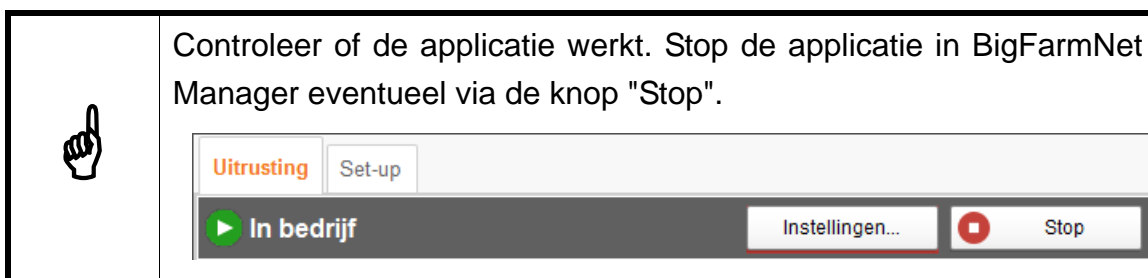 Controleer of de applicatie werkt. Stop de applicatie in BigFarmNet
Manager eventueel via de knop "Stop".
Uitrusting Set-up
In bedrijf Instellingen... Stop